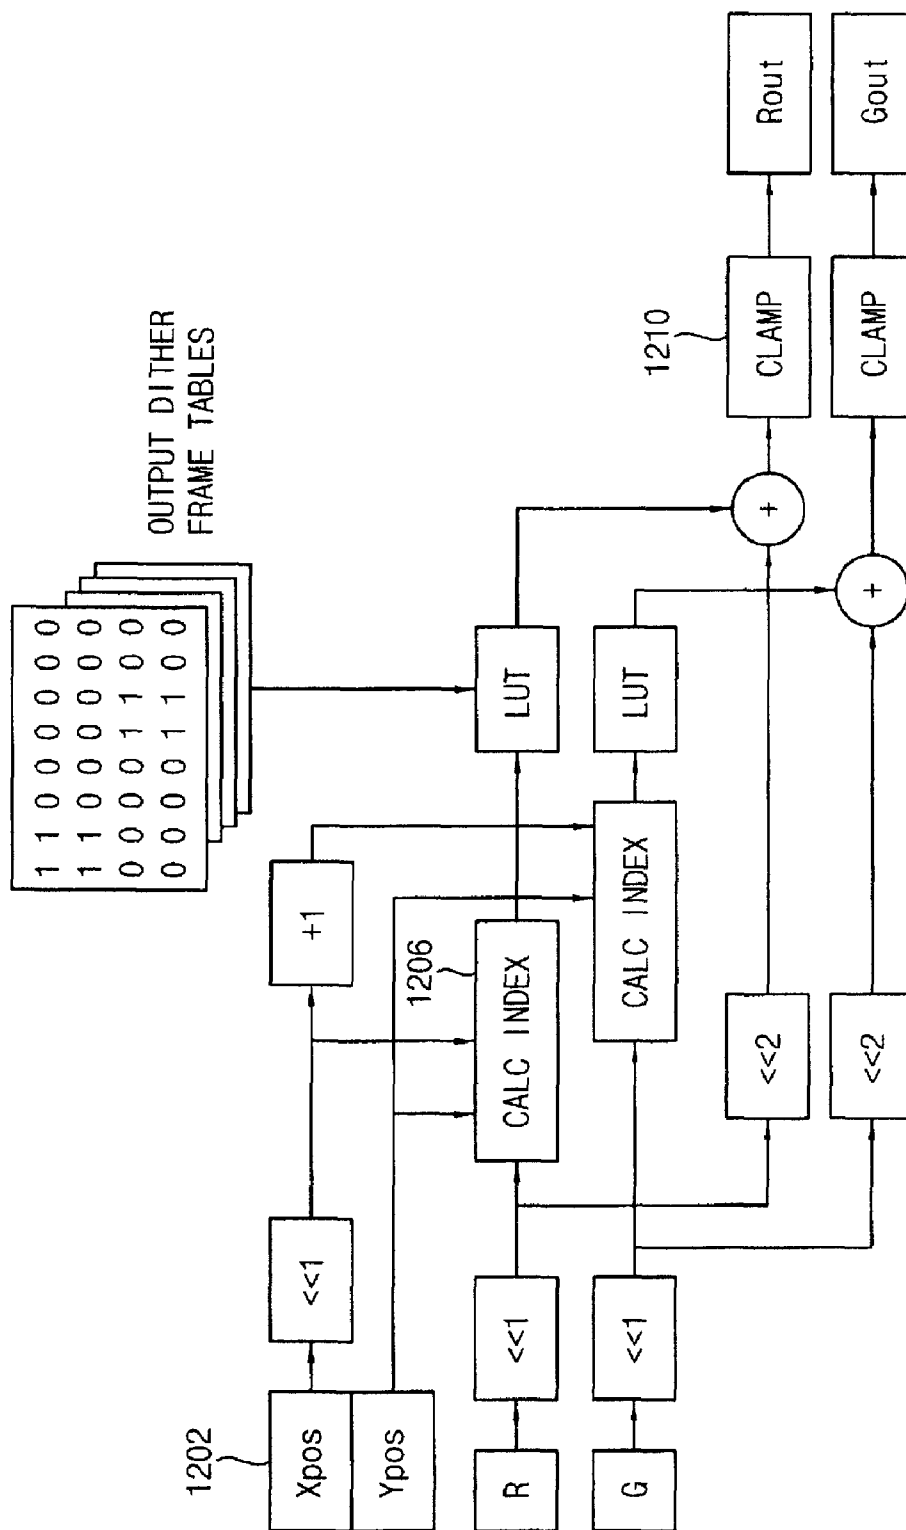 1 1 0 0 0 0 0 0
1 1 0 0 0 0 0 0
0 0 0 0 1 1 0 0
0 0 0 0 1 1 0 0
OUTPUT DITHER
FRAME TABLES
1202
Xpos
<<1
+1
Ypos
1206
R
<<1
CALC INDEX
LUT
G
<<1
CALC INDEX
LUT
1210
<<2
+
CLAMP
Rout
<<2
+
CLAMP
Gout